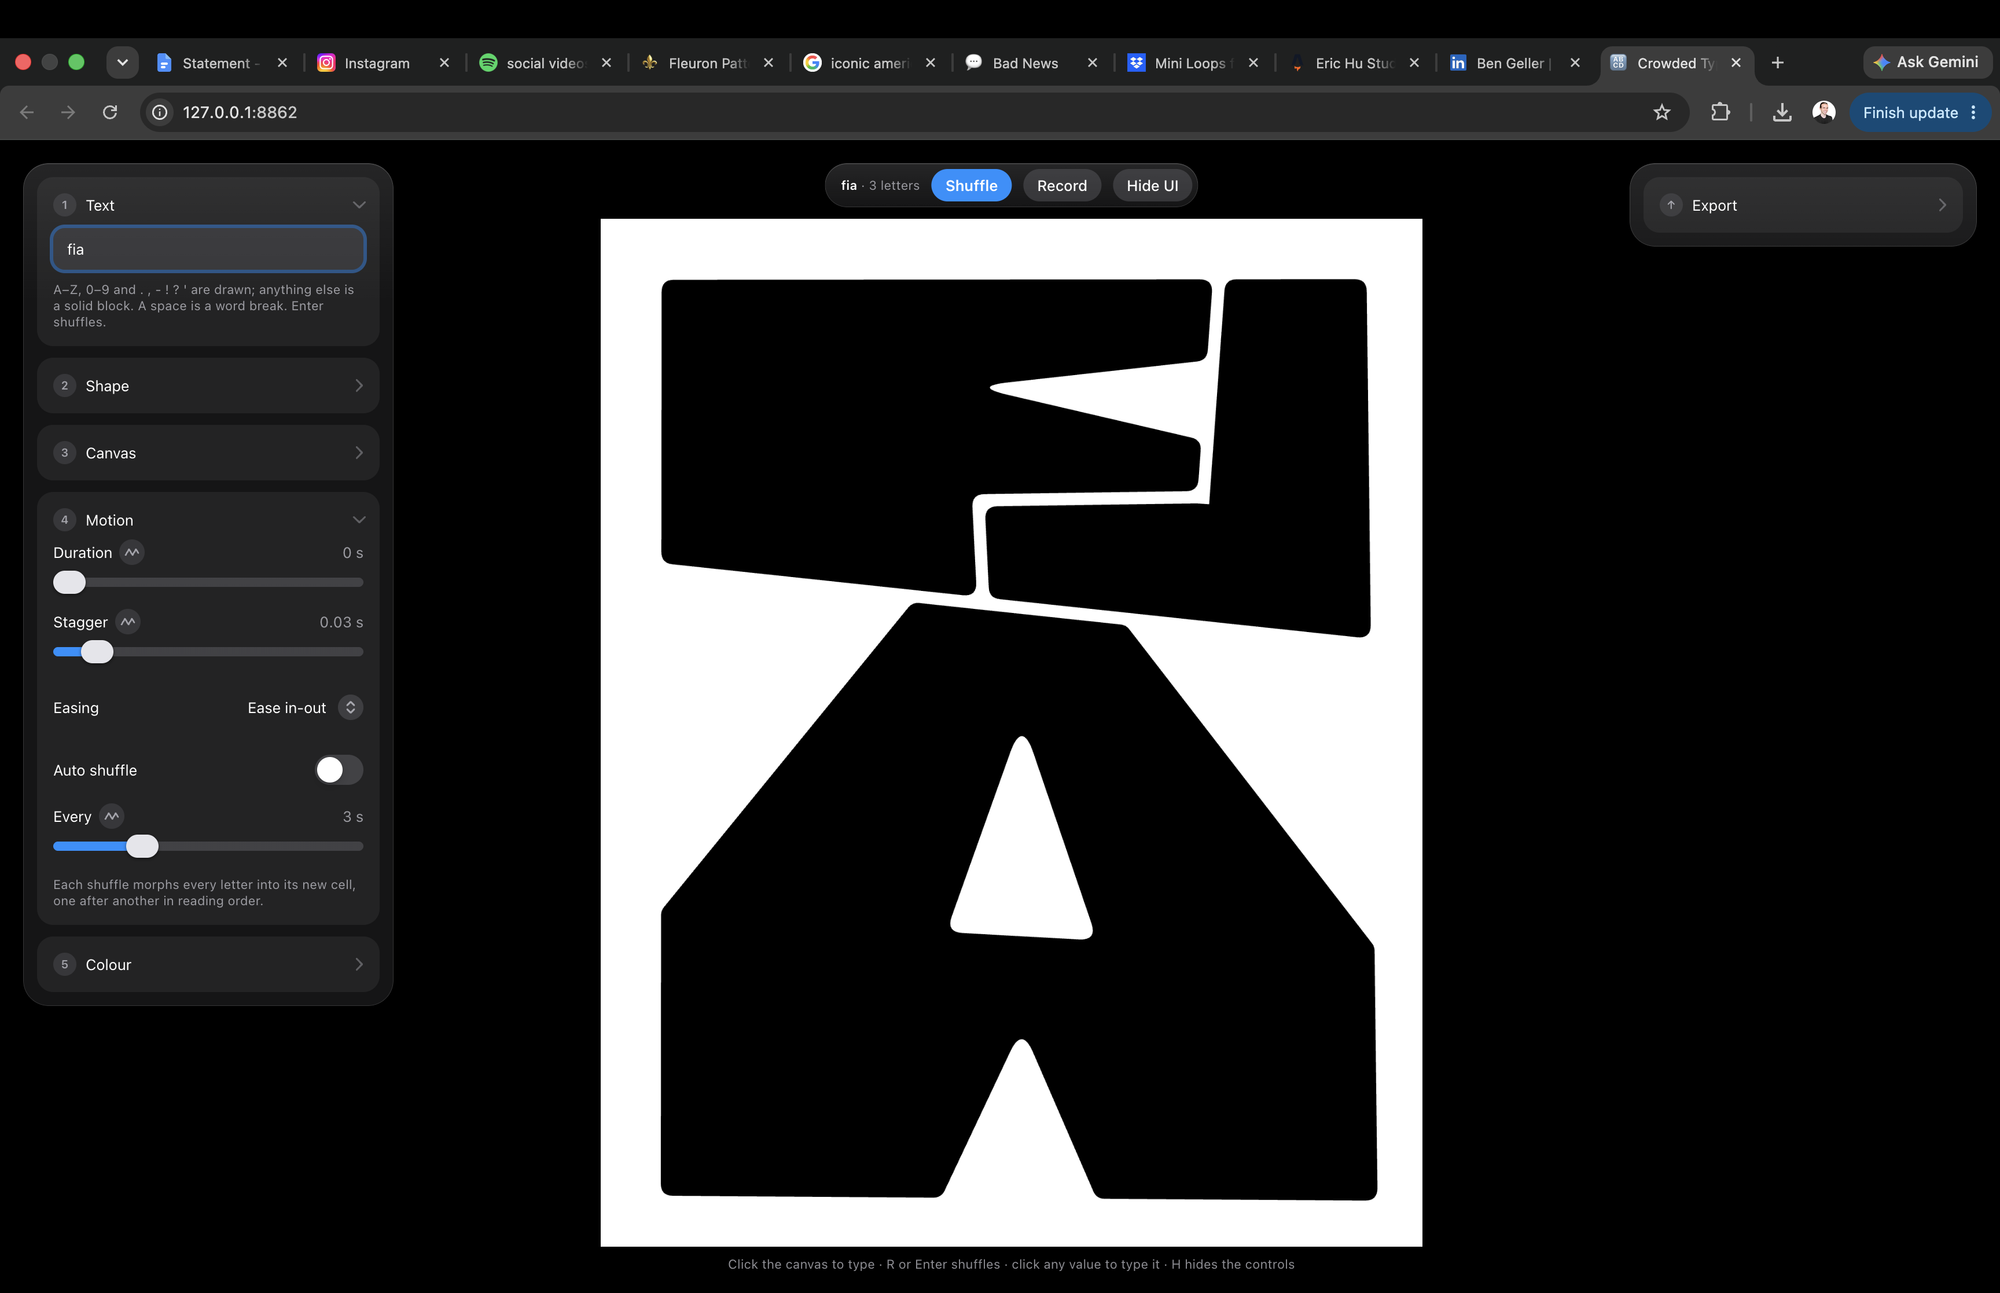 Statement -
Instagram
social video
Fleuron Patt
iconic ameri
Bad News
Mini Loops f
Eric Hu Stud
Ben Geller |
Crowded Ty
Ask Gemini
127.0.0.1:8862
Finish update
1 Text
fia
A–Z, 0–9 and . , - ! ? ' are drawn; anything else is
a solid block. A space is a word break. Enter
shuffles.
2 Shape
3 Canvas
4 Motion
Duration 0 s
Stagger 0.03 s
Easing Ease in-out
Auto shuffle
Every 3 s
Each shuffle morphs every letter into its new cell,
one after another in reading order.
5 Colour
fia · 3 letters Shuffle Record Hide UI
FI
A
Click the canvas to type · R or Enter shuffles · click any value to type it · H hides the controls
Export